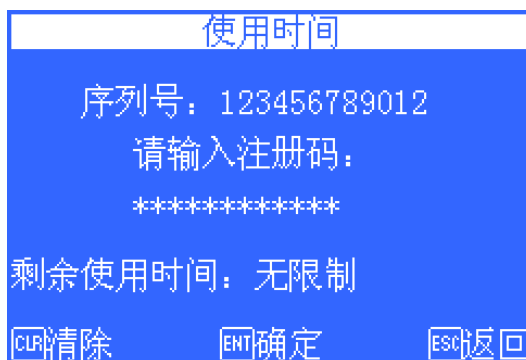 使用时间
序列号：123456789012
请输入注册码：
************
剩余使用时间：无限制
CLR清除 ENT确定 ESC返回